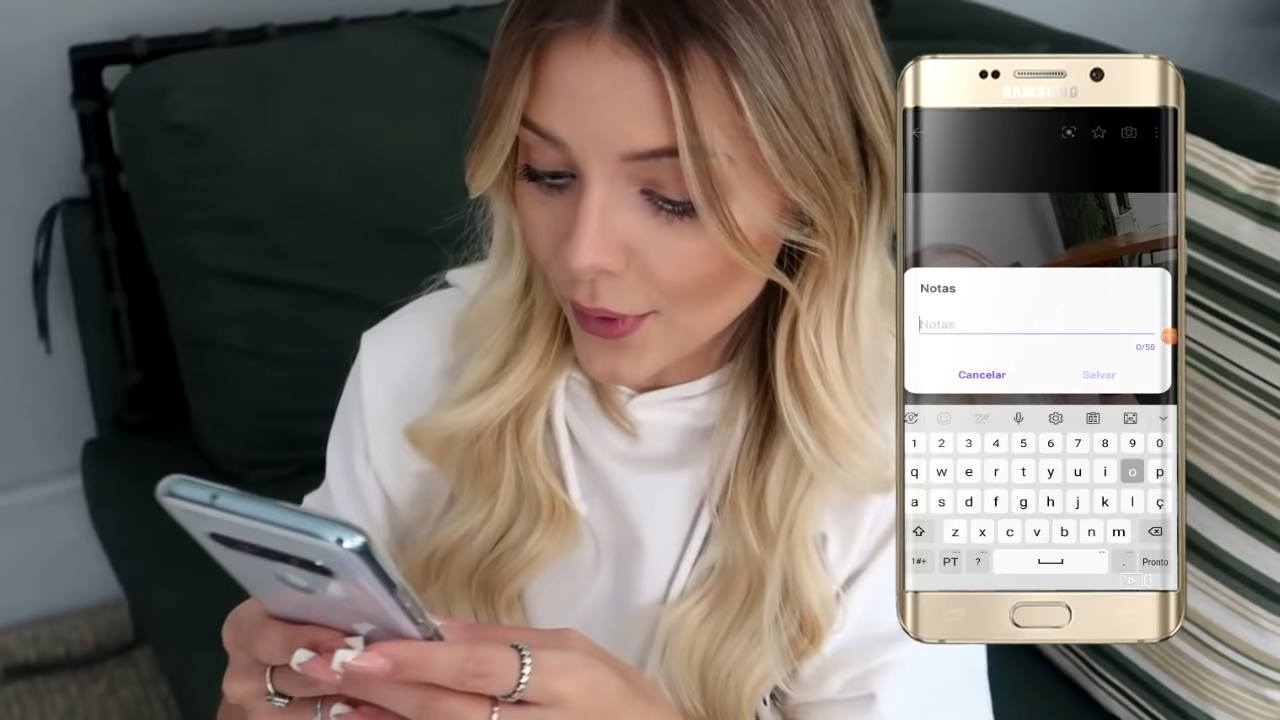 SAMSUNG
Notas
Notas
0/50
Cancelar
Salvar
1 2 3 4 5 6 7 8 9 0
q w e r t y u i o p
a s d f g h j k l ç
z x c v b n m
1#+ PT ? . Pronto